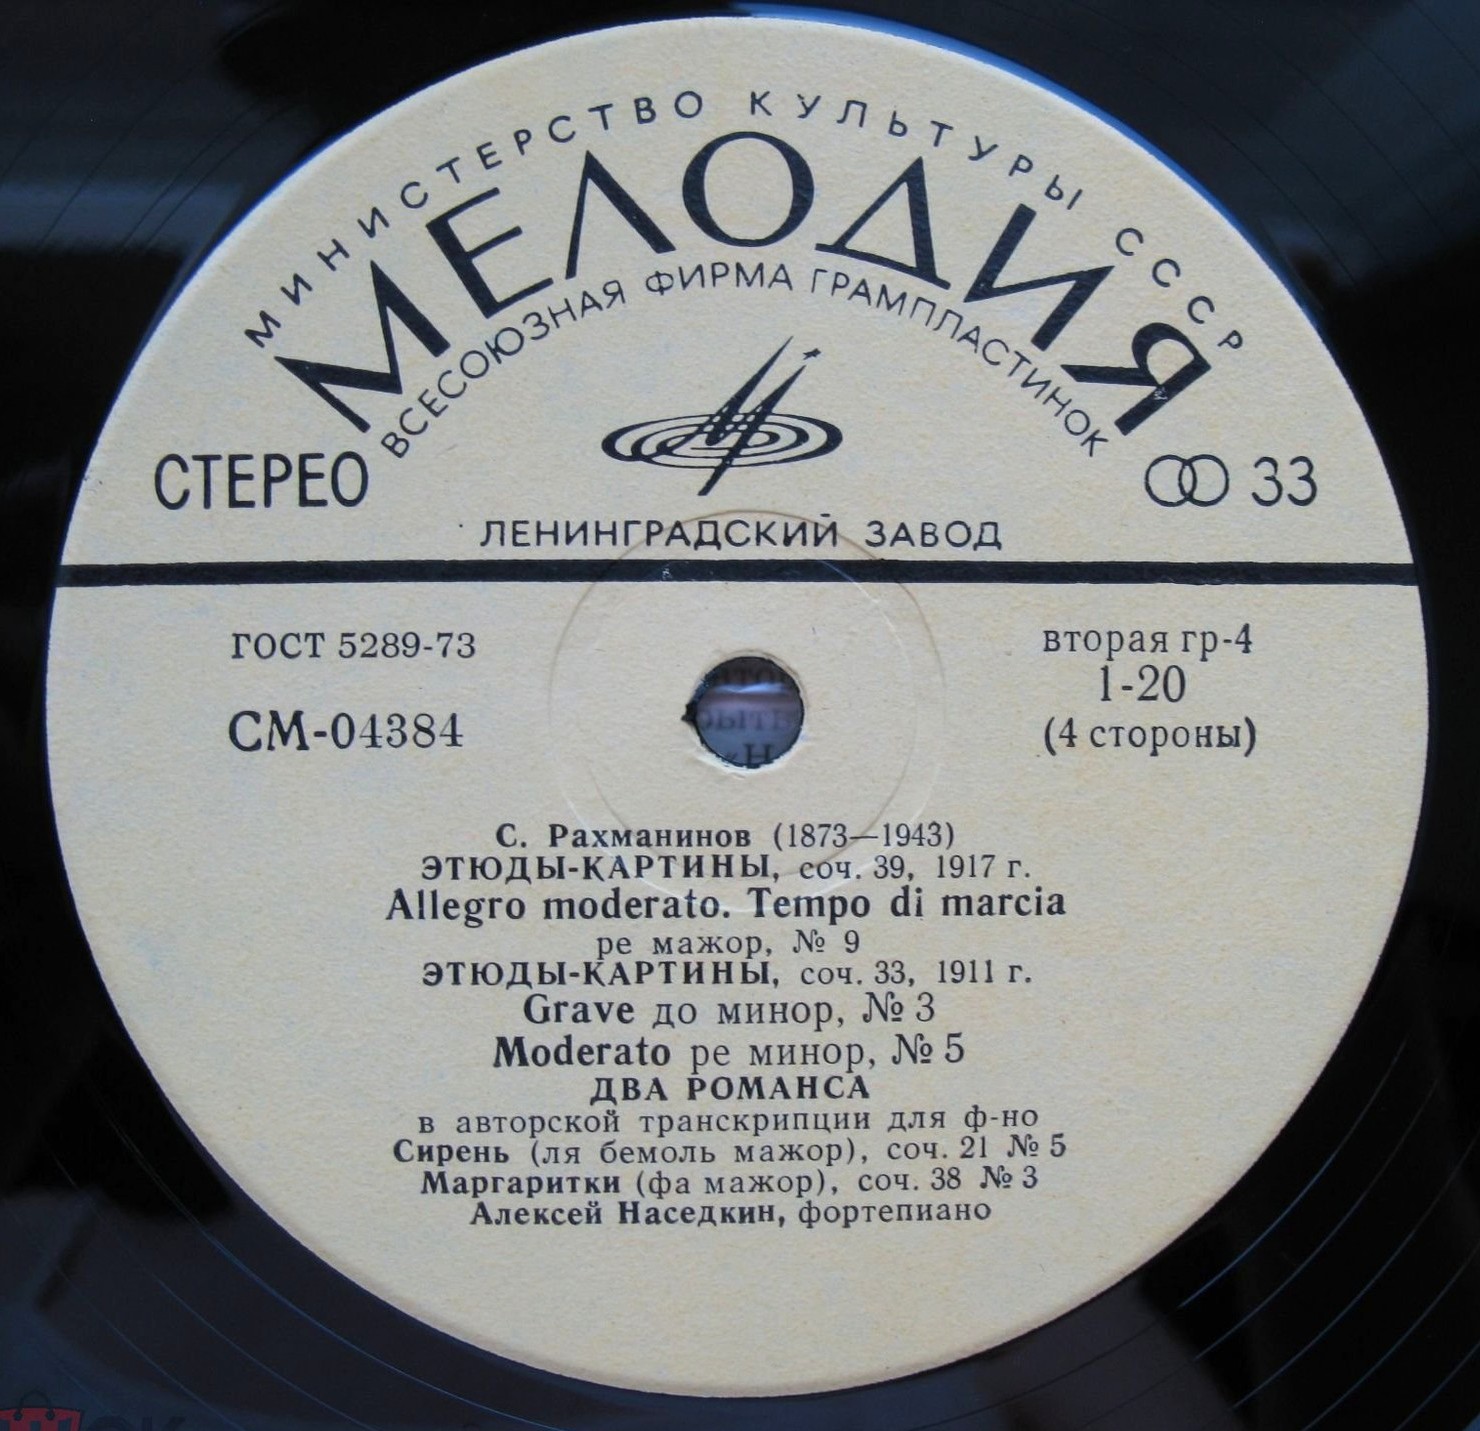 МИНИСТЕРСТВО КУЛЬТУРЫ СССР
МЕЛОДИЯ
ВСЕСОЮЗНАЯ ФИРМА ГРАМПЛАСТИНОК
СТЕРЕО
33
ЛЕНИНГРАДСКИЙ ЗАВОД
ГОСТ 5289-73
вторая гр-4
1-20
СМ-04384
(4 стороны)
С. Рахманинов (1873—1943)
ЭТЮДЫ-КАРТИНЫ, соч. 39, 1917 г.
Allegro moderato. Tempo di marcia
ре мажор, № 9
ЭТЮДЫ-КАРТИНЫ, соч. 33, 1911 г.
Grave до минор, № 3
Moderato ре минор, № 5
ДВА РОМАНСА
в авторской транскрипции для ф-но
Сирень (ля бемоль мажор), соч. 21 № 5
Маргаритки (фа мажор), соч. 38 № 3
Алексей Наседкин, фортепиано